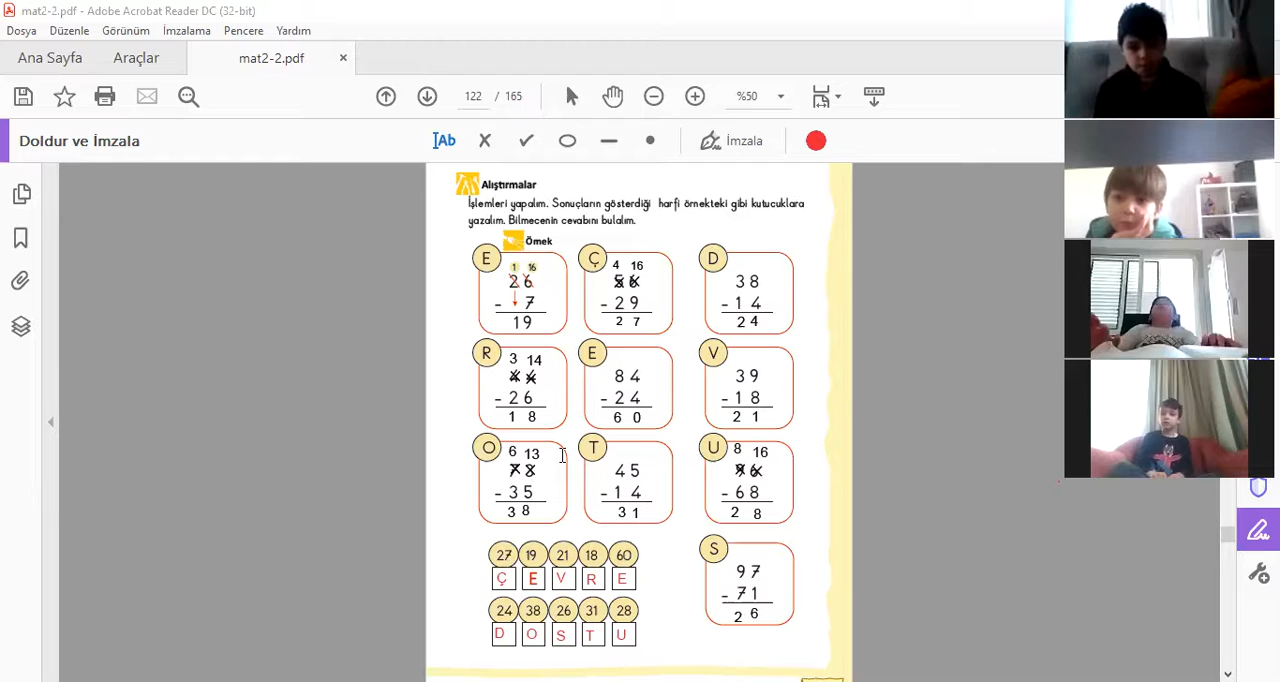 mat2-2.pdf - Adobe Acrobat Reader DC (32-bit)
Dosya Düzenle Görünüm İmzalama Pencere Yardım
Ana Sayfa Araçlar mat2-2.pdf ×
122 / 165 %50
Doldur ve İmzala
Ab İmzala
Alıştırmalar
İşlemleri yapalım. Sonuçların gösterdiği harfi örnekteki gibi kutucuklara
yazalım. Bilmecenin cevabını bulalım.
Örnek
E Ç D
1 16 4 16
26 56 38
- 7 - 29 - 14
19 27 24
R E V
3 14
44 84 39
- 26 - 24 - 18
18 60 21
O T U
6 13 8 16
73 45 96
- 35 - 14 - 68
38 31 28
27 19 21 18 60
Ç E V R E
24 38 26 31 28
D O S T U
S
97
- 71
26